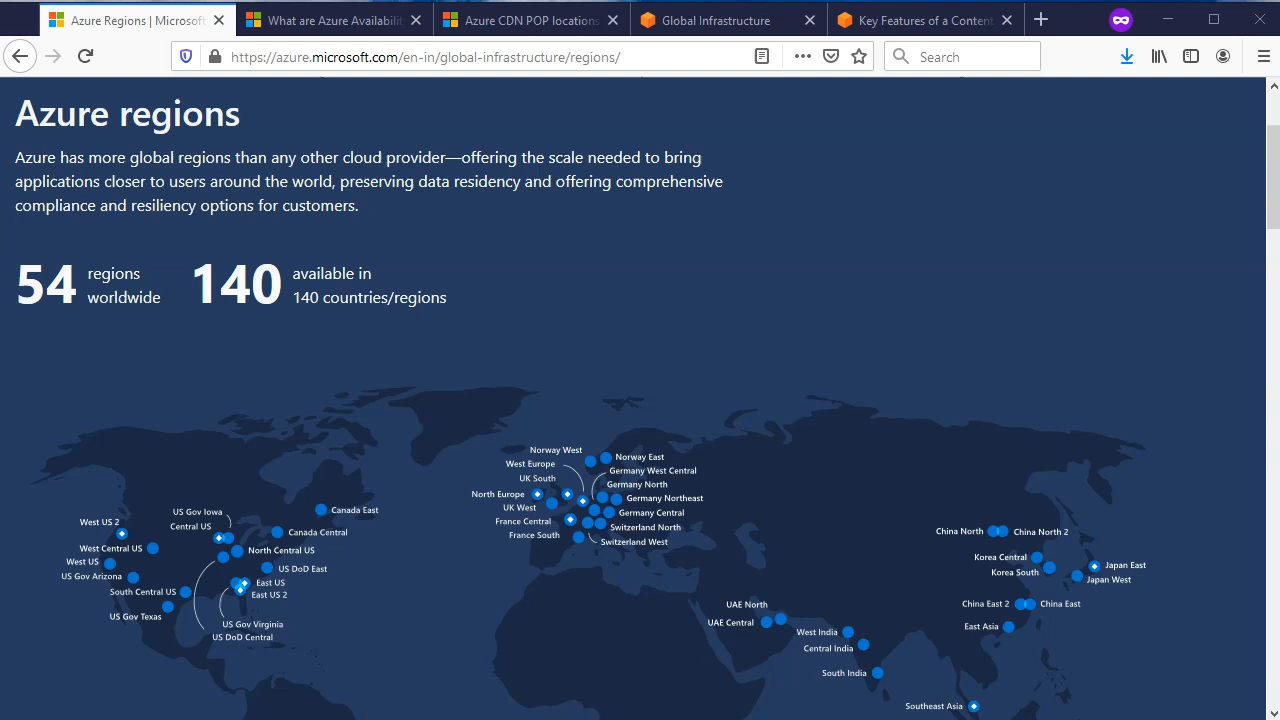 Azure Regions | Microsoft
What are Azure Availabilit
Azure CDN POP locations
Global Infrastructure
Key Features of a Content
https://azure.microsoft.com/en-in/global-infrastructure/regions/
Search
Azure regions
Azure has more global regions than any other cloud provider—offering the scale needed to bring
applications closer to users around the world, preserving data residency and offering comprehensive
compliance and resiliency options for customers.
54 regions worldwide
140 available in 140 countries/regions
Norway West
Norway East
West Europe
Germany West Central
UK South
Germany North
North Europe
Germany Northeast
UK West
Germany Central
France Central
Switzerland North
France South
Switzerland West
Canada East
US Gov Iowa
West US 2
Central US
Canada Central
West Central US
North Central US
West US
US DoD East
US Gov Arizona
East US
South Central US
East US 2
US Gov Texas
US Gov Virginia
US DoD Central
China North
China North 2
Korea Central
Japan East
Korea South
Japan West
UAE North
China East 2
China East
UAE Central
East Asia
West India
Central India
South India
Southeast Asia